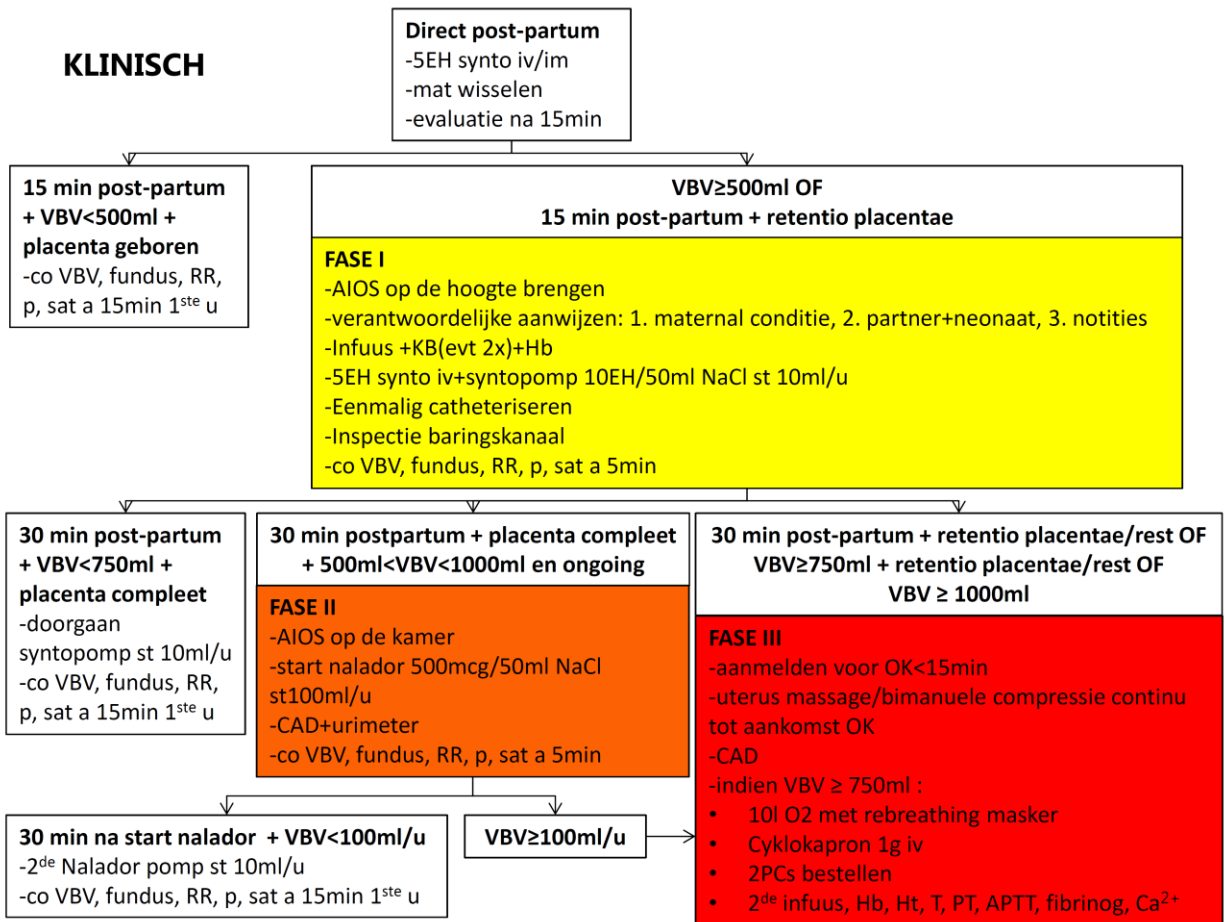 KLINISCH
Direct post-partum
-5EH synto iv/im
-mat wisselen
-evaluatie na 15min
15 min post-partum
+ VBV<500ml +
placenta geboren
-co VBV, fundus, RR,
p, sat a 15min 1ste u
VBV≥500ml OF
15 min post-partum + retentio placentae
FASE I
-AIOS op de hoogte brengen
-verantwoordelijke aanwijzen: 1. maternal conditie, 2. partner+neonaat, 3. notities
-Infuus +KB(evt 2x)+Hb
-5EH synto iv+syntopomp 10EH/50ml NaCl st 10ml/u
-Eenmalig catheteriseren
-Inspectie baringskanaal
-co VBV, fundus, RR, p, sat a 5min
30 min post-partum
+ VBV<750ml +
placenta compleet
-doorgaan
syntopomp st 10ml/u
-co VBV, fundus, RR,
p, sat a 15min 1ste u
30 min postpartum + placenta compleet
+ 500ml<VBV<1000ml en ongoing
FASE II
-AIOS op de kamer
-start nalador 500mcg/50ml NaCl
st100ml/u
-CAD+urimeter
-co VBV, fundus, RR, p, sat a 5min
30 min post-partum + retentio placentae/rest OF
VBV≥750ml + retentio placentae/rest OF
VBV ≥ 1000ml
FASE III
-aanmelden voor OK<15min
-uterus massage/bimanuele compressie continu
tot aankomst OK
-CAD
-indien VBV ≥ 750ml :
• 10l O2 met rebreathing masker
• Cyklokapron 1g iv
• 2PCs bestellen
• 2de infuus, Hb, Ht, T, PT, APTT, fibrinog, Ca2+
30 min na start nalador + VBV<100ml/u
-2de Nalador pomp st 10ml/u
-co VBV, fundus, RR, p, sat a 15min 1ste u
VBV≥100ml/u